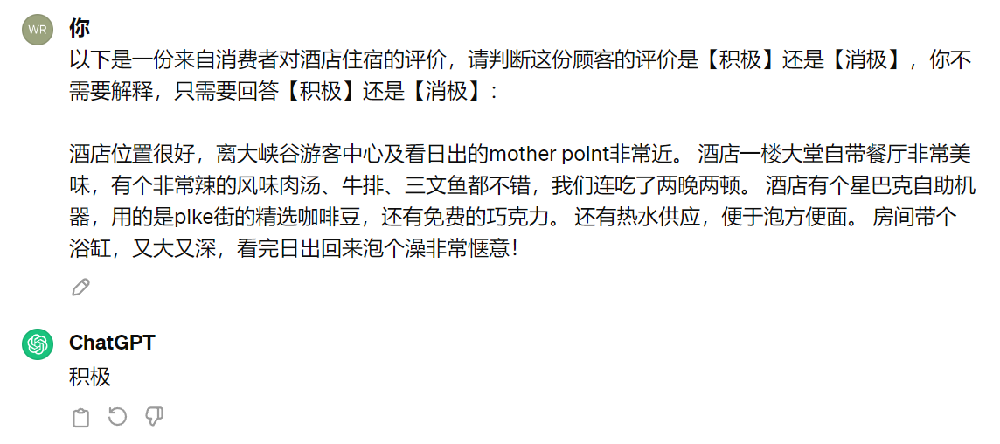 WR
你
以下是一份来自消费者对酒店住宿的评价，请判断这份顾客的评价是【积极】还是【消极】，你不
需要解释，只需要回答【积极】还是【消极】：
酒店位置很好，离大峡谷游客中心及看日出的mother point非常近。 酒店一楼大堂自带餐厅非常美
味，有个非常辣的风味肉汤、牛排、三文鱼都不错，我们连吃了两晚两顿。 酒店有个星巴克自助机
器，用的是pike街的精选咖啡豆，还有免费的巧克力。 还有热水供应，便于泡方便面。 房间带个
浴缸，又大又深，看完日出回来泡个澡非常惬意！
ChatGPT
积极